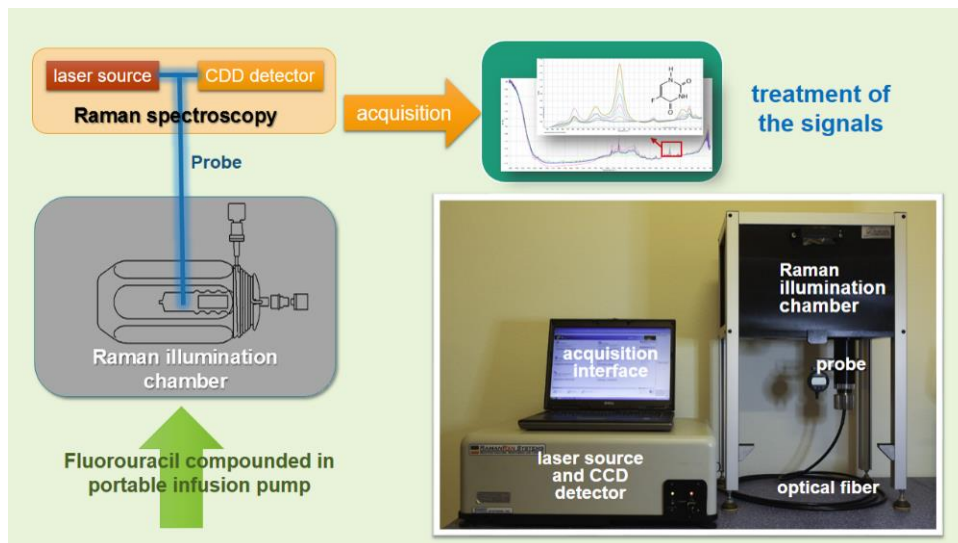 laser source
CDD detector
Raman spectroscopy
Probe
Raman illumination
chamber
Fluorouracil compounded in
portable infusion pump
acquisition
H
N
O
F
NH
O
treatment of
the signals
Raman
illumination
chamber
acquisition
interface
probe
laser source
and CCD
detector
optical fiber